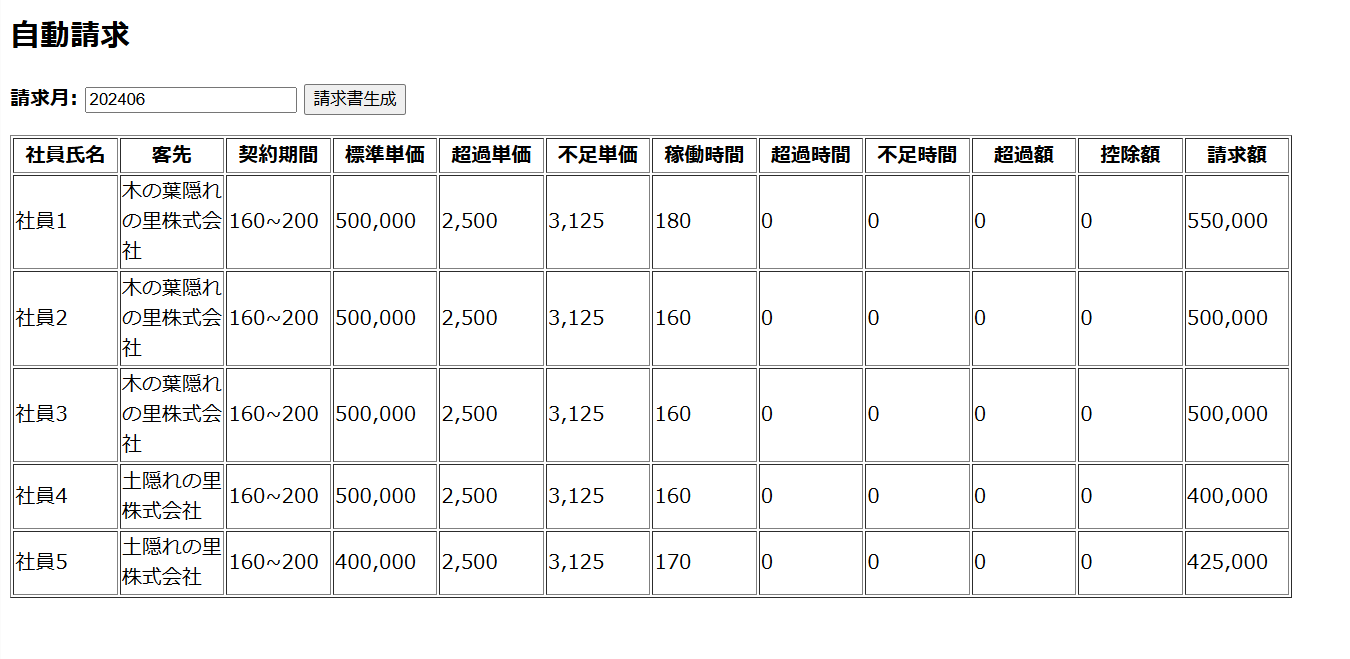 自動請求
請求月: 202406 請求書生成
社員氏名 客先 契約期間 標準単価 超過単価 不足単価 稼働時間 超過時間 不足時間 超過額 控除額 請求額
社員1 木の葉隠れの里株式会社 160~200 500,000 2,500 3,125 180 0 0 0 0 550,000
社員2 木の葉隠れの里株式会社 160~200 500,000 2,500 3,125 160 0 0 0 0 500,000
社員3 木の葉隠れの里株式会社 160~200 500,000 2,500 3,125 160 0 0 0 0 500,000
社員4 土隠れの里株式会社 160~200 500,000 2,500 3,125 160 0 0 0 0 400,000
社員5 土隠れの里株式会社 160~200 400,000 2,500 3,125 170 0 0 0 0 425,000